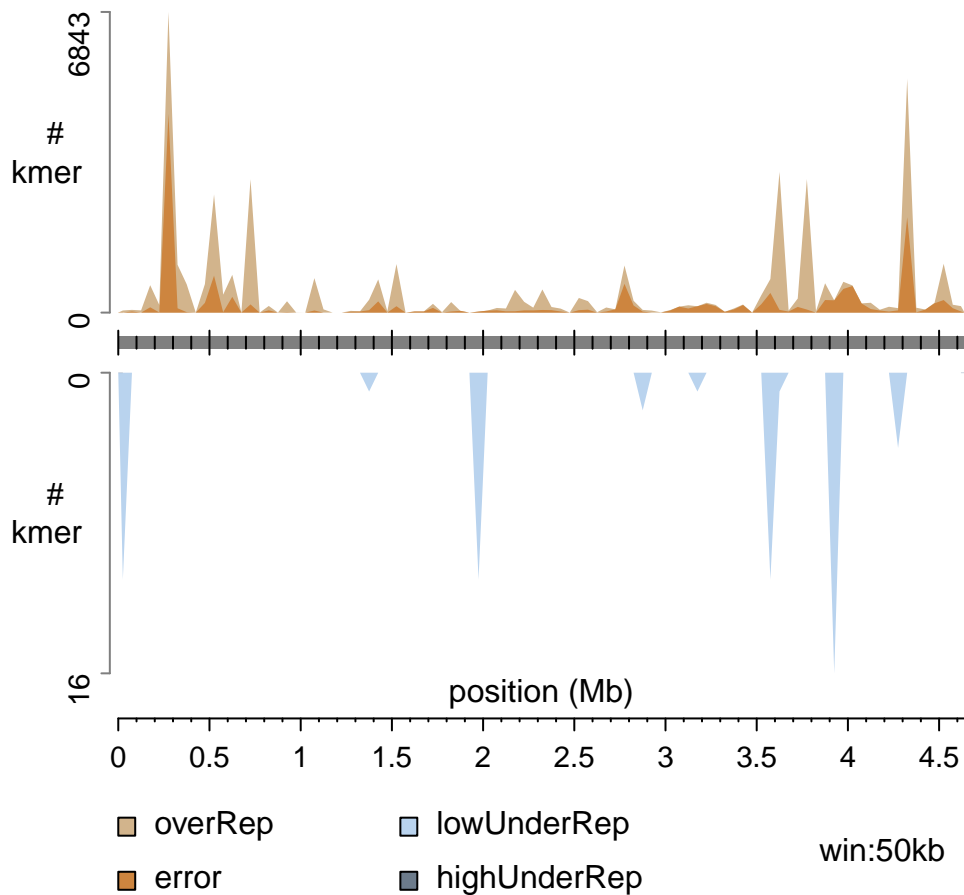 6843
#
kmer
0
0
#
kmer
16
position (Mb)
0 0.5 1 1.5 2 2.5 3 3.5 4 4.5
overRep lowUnderRep
error highUnderRep
win:50kb